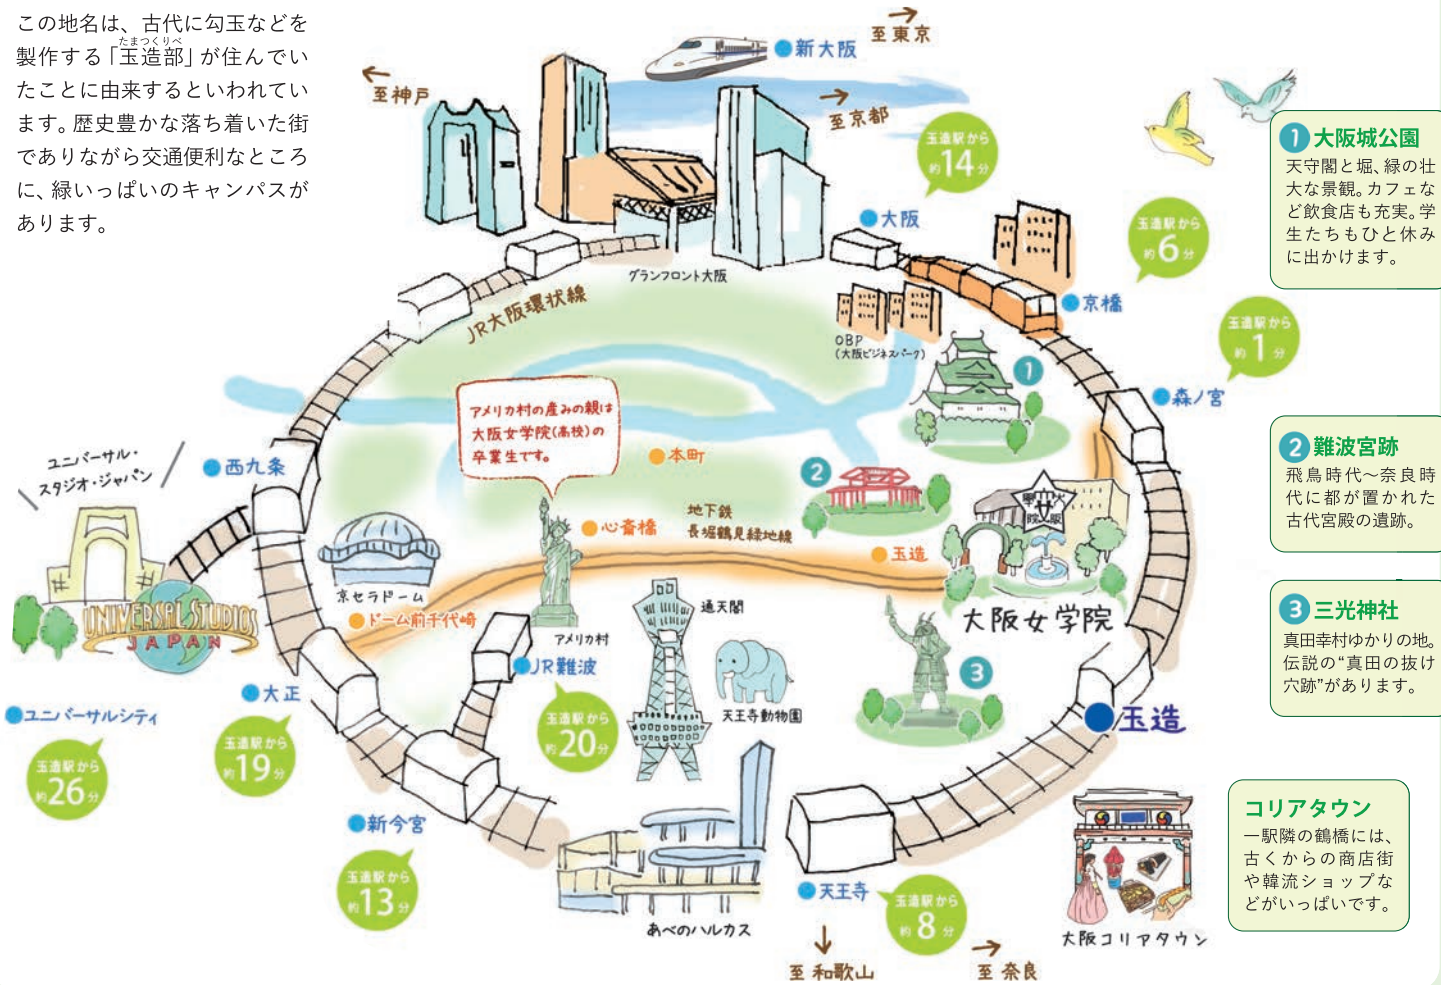 この地名は、古代に勾玉などを
製作する「玉造部」が住んでい
たつくりべ
たことに由来するといわれてい
ます。歴史豊かな落ち着いた街
でありながら交通便利なところ
に、緑いっぱいのキャンパスが
あります。
至東京
新大阪
至神戸
至京都
玉造駅から
約14分
大阪
グランフロント大阪
JR大阪環状線
玉造駅から
約6分
京橋
OBP
(大阪ビジネスパーク)
玉造駅から
約1分
森ノ宮
1
1 大阪城公園
天守閣と堀、緑の壮
大な景観。カフェな
ど飲食店も充実。学
生たちもひと休み
に出かけます。
アメリカ村の産みの親は
大阪女学院(高校)の
卒業生です。
本町
2
2 難波宮跡
飛鳥時代〜奈良時
代に都が置かれた
古代宮殿の遺跡。
ユニバーサル・
スタジオ・ジャパン
西九条
心斎橋
地下鉄
長堀鶴見緑地線
玉造
大阪女学院
京セラドーム
ドーム前千代崎
アメリカ村
通天閣
天王寺動物園
3
3 三光神社
真田幸村ゆかりの地。
伝説の“真田の抜け
穴跡”があります。
UNIVERSAL STUDIOS
JAPAN
ユニバーサルシティ
玉造駅から
約26分
大正
玉造駅から
約19分
JR難波
玉造駅から
約20分
玉造
新今宮
玉造駅から
約13分
あべのハルカス
天王寺
玉造駅から
約8分
至 和歌山
至 奈良
大阪コリアタウン
コリアタウン
一駅隣の鶴橋には、
古くからの商店街
や韓流ショップな
どがいっぱいです。